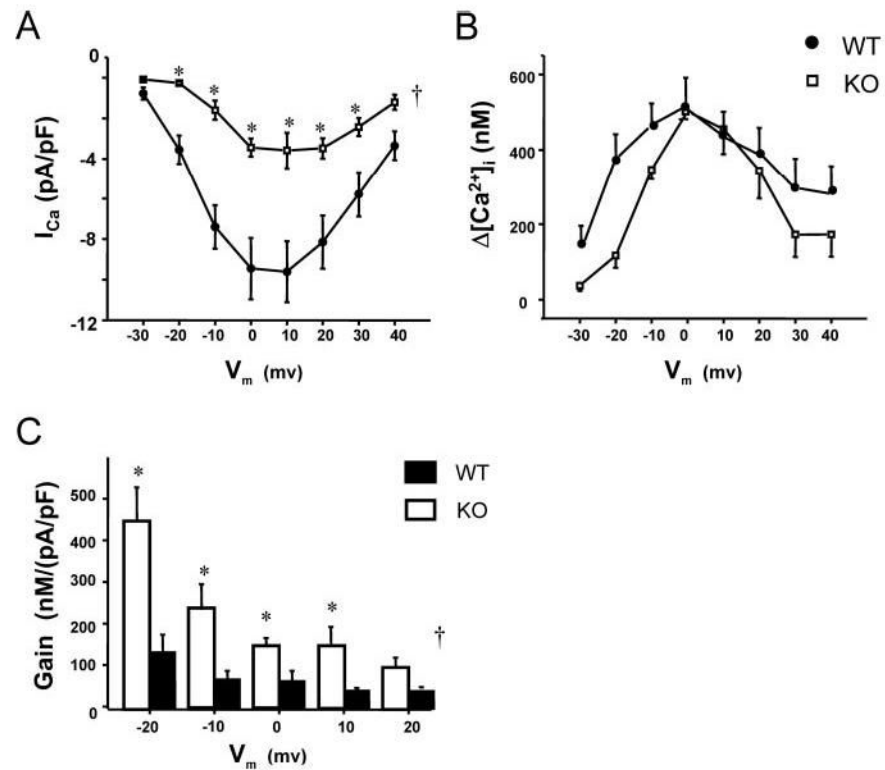 A
0
-4
-8
-12
I_Ca (pA/pF)
* * * * * *
†
-30 -20 -10 0 10 20 30 40
V_m (mv)
B
WT
KO
600
400
200
0
Δ[Ca²⁺]_i (nM)
-30 -20 -10 0 10 20 30 40
V_m (mv)
C
WT
KO
500
400
300
200
100
0
Gain (nM/(pA/pF)
* * * *
†
-20 -10 0 10 20
V_m (mv)